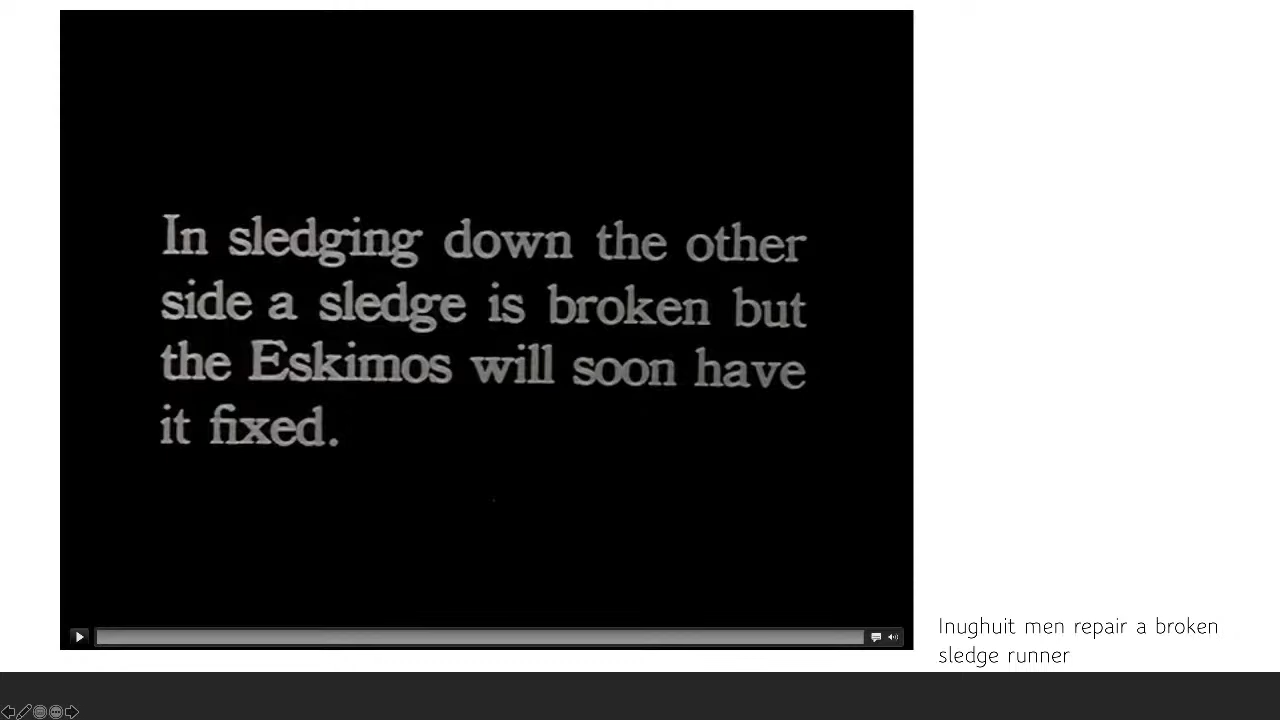 In sledging down the other
side a sledge is broken but
the Eskimos will soon have
it fixed.
Inughuit men repair a broken
sledge runner